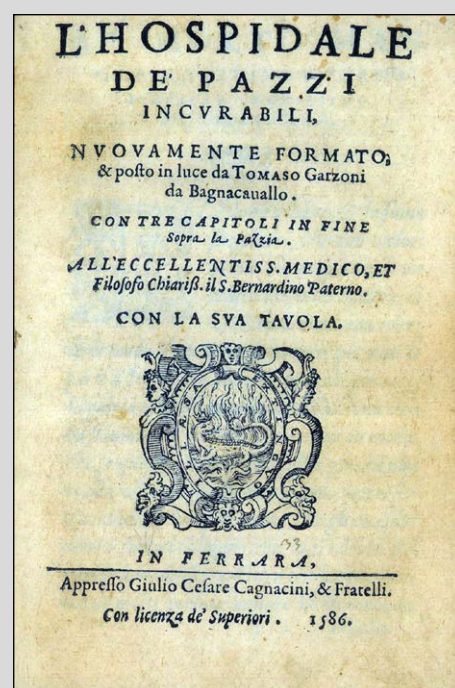 L'HOSPIDALE
DE' PAZZI
INCVRABILI,
NVOVAMENTE FORMATO;
& poſto in luce da TOMASO Garzoni
da Bagnacauallo.
CON TRE CAPITOLI IN FINE
Sopra la Pazzia.
ALL'ECCELLENTISS. MEDICO, ET
Filoſofo Chiariß. il S. Bernardino Paterno.
CON LA SVA TAVOLA.
33
IN FERRARA,
Appreſſo Giulio Ceſare Cagnacini, & Fratelli.
Con licenza de' Superiori. 1586.